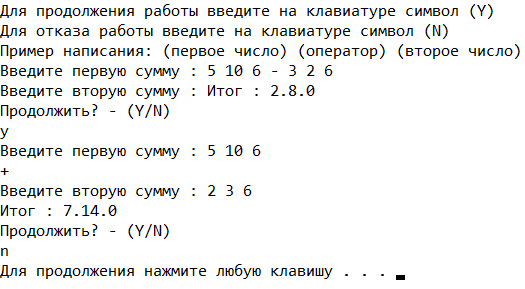 Для продолжения работы введите на клавиатуре символ (Y)
Для отказа работы введите на клавиатуре символ (N)
Пример написания: (первое число) (оператор) (второе число)
Введите первую сумму : 5 10 6 - 3 2 6
Введите вторую сумму : Итог : 2.8.0
Продолжить? - (Y/N)
y
Введите первую сумму : 5 10 6
+
Введите вторую сумму : 2 3 6
Итог : 7.14.0
Продолжить? - (Y/N)
n
Для продолжения нажмите любую клавишу . . .